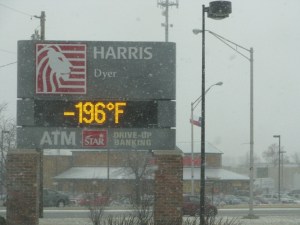 HARRIS
Dyer
-196°F
ATM STAR DRIVE-UP
BANKING